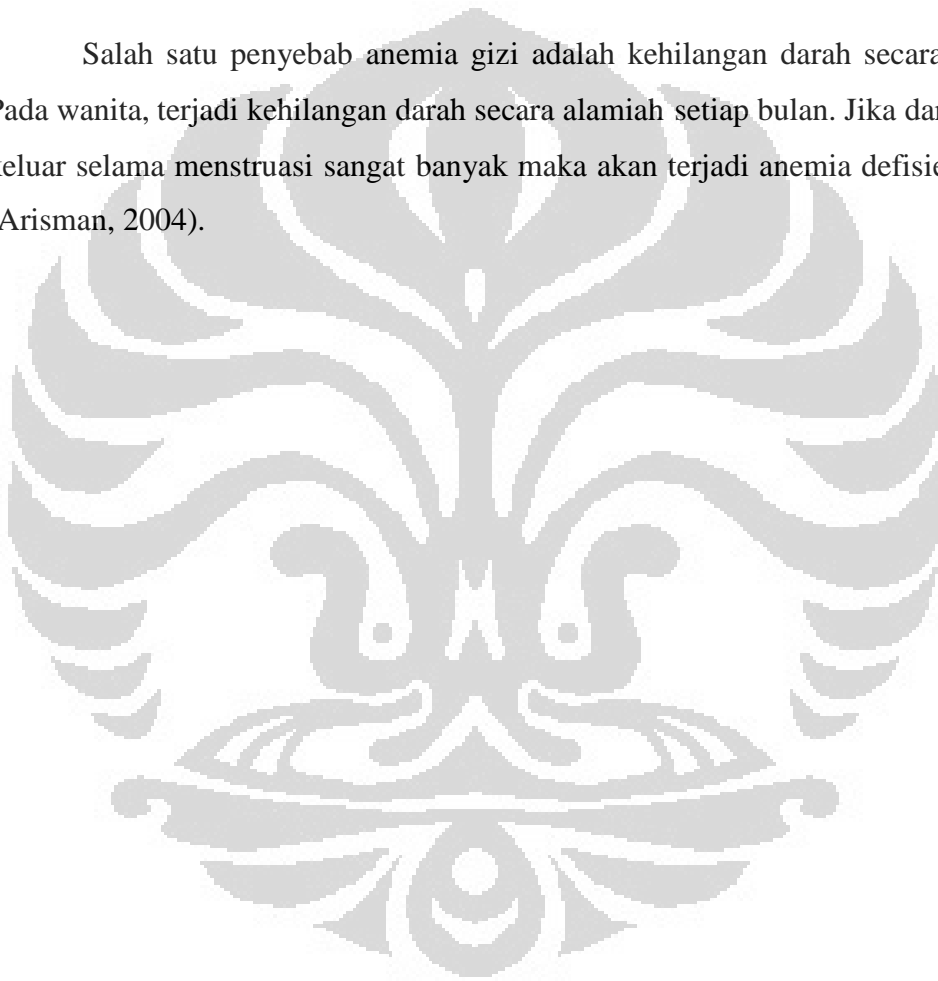 Salah satu penyebab anemia gizi adalah kehilangan darah secara
Pada wanita, terjadi kehilangan darah secara alamiah setiap bulan. Jika dar
keluar selama menstruasi sangat banyak maka akan terjadi anemia defisie
(Arisman, 2004).